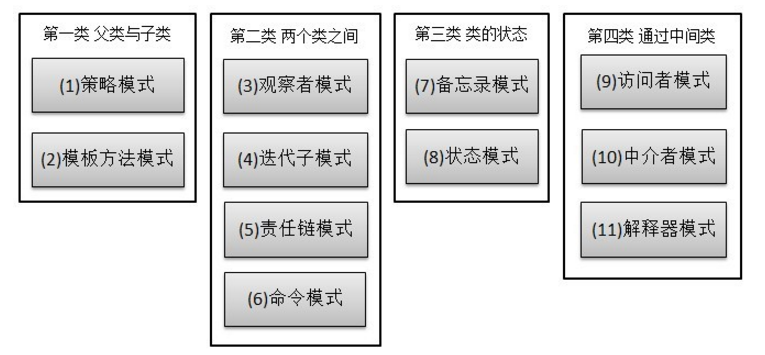 第一类 父类与子类
(1)策略模式
(2)模板方法模式
第二类 两个类之间
(3)观察者模式
(4)迭代子模式
(5)责任链模式
(6)命令模式
第三类 类的状态
(7)备忘录模式
(8)状态模式
第四类 通过中间类
(9)访问者模式
(10)中介者模式
(11)解释器模式